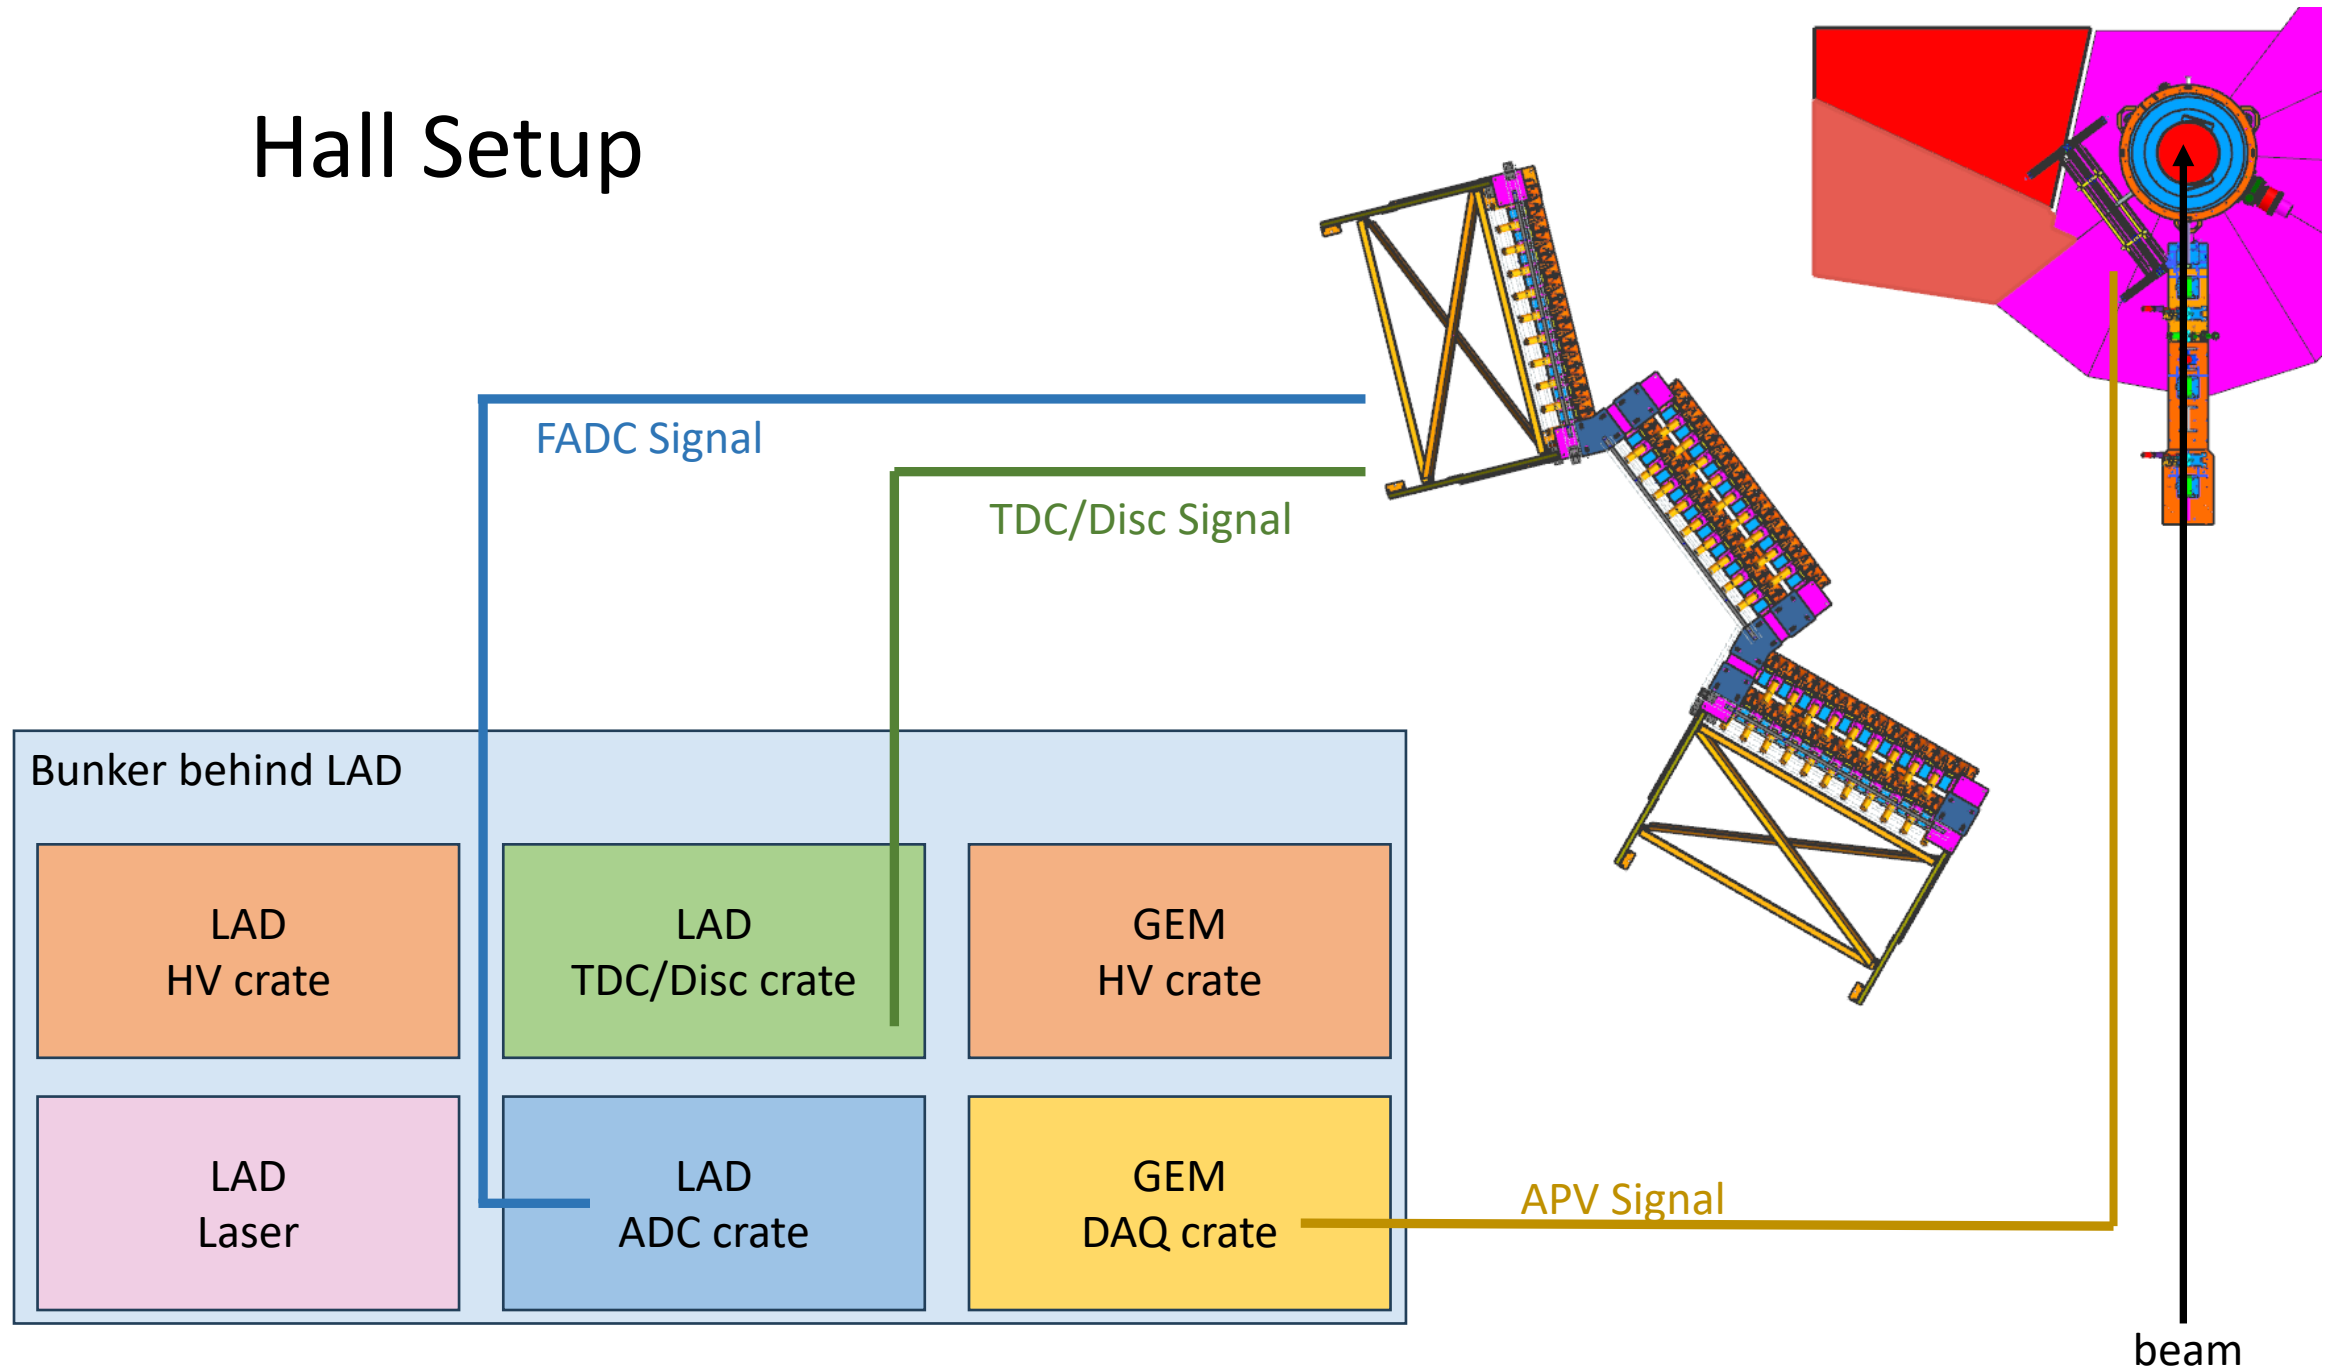 Hall Setup
FADC Signal
TDC/Disc Signal
Bunker behind LAD
LAD
HV crate
LAD
TDC/Disc crate
GEM
HV crate
LAD
Laser
LAD
ADC crate
GEM
DAQ crate
APV Signal
beam